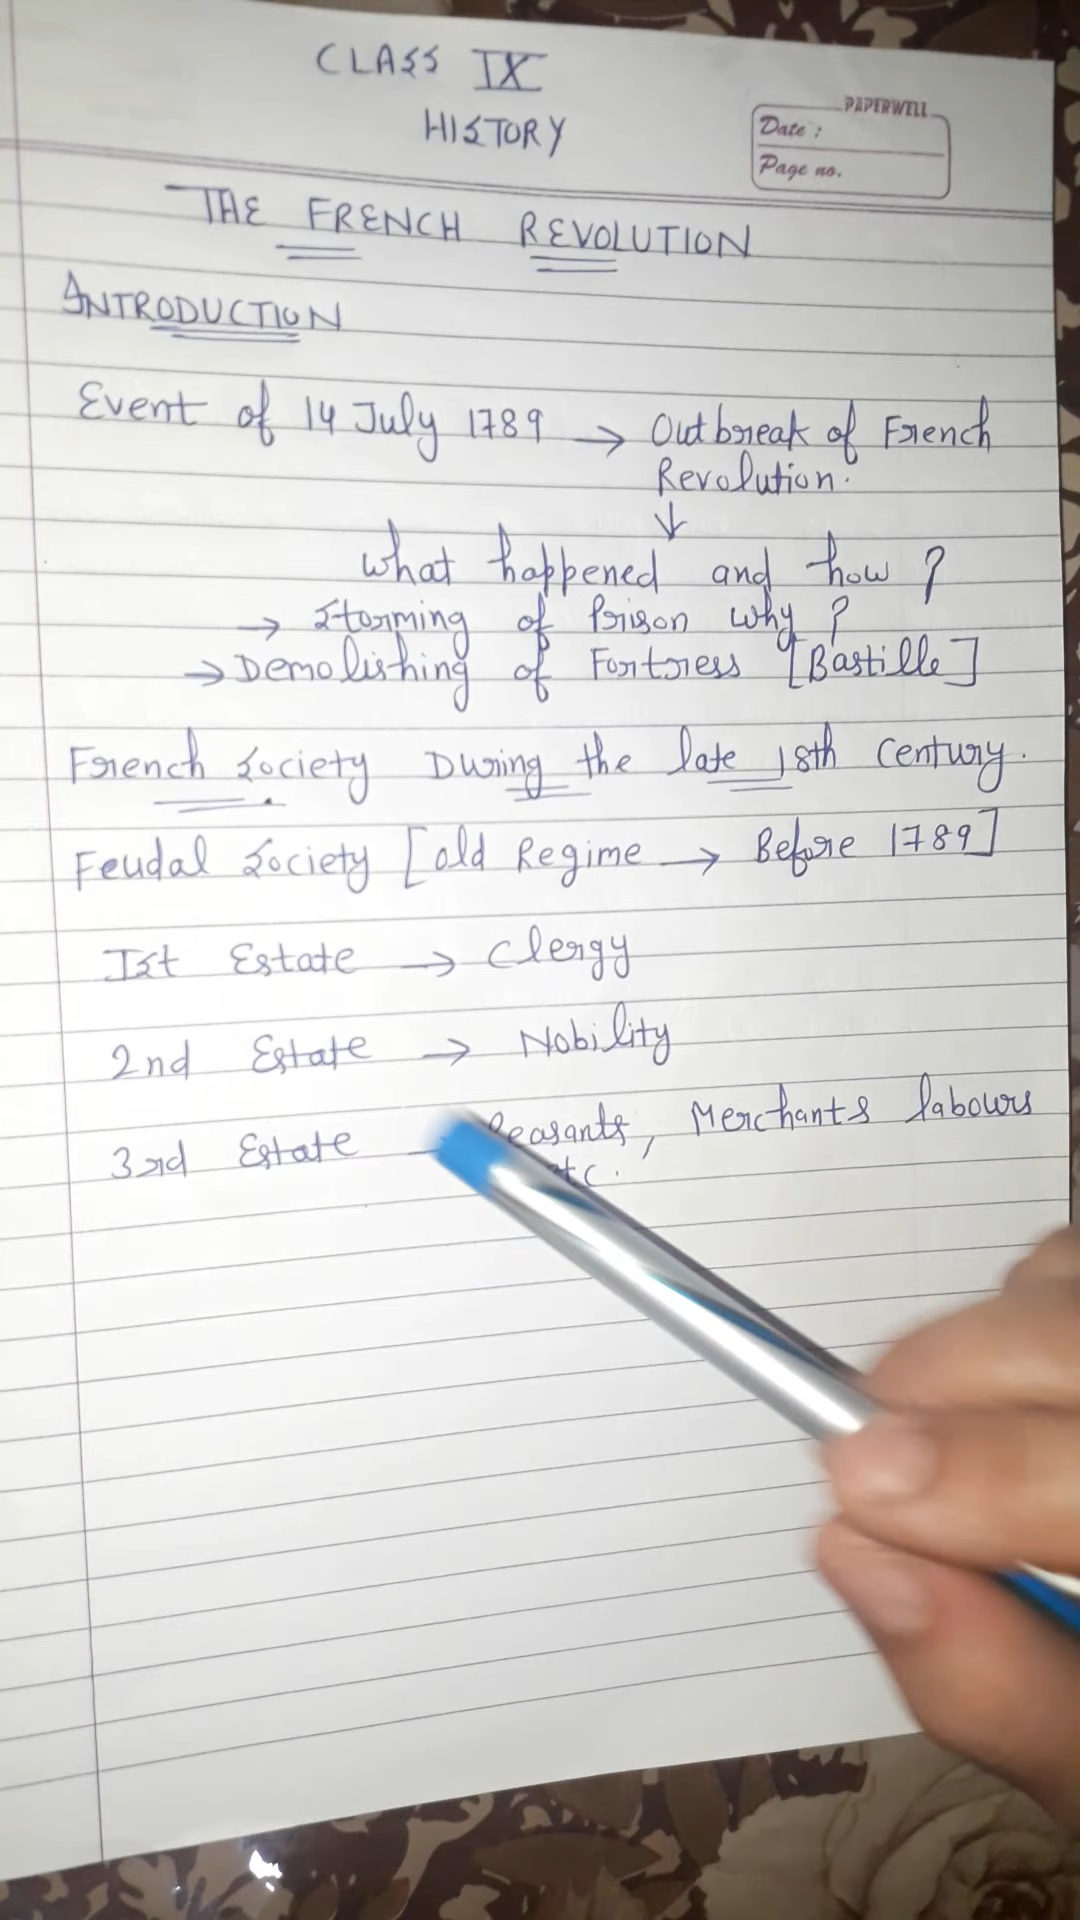 CLASS IX
HISTORY
PAPERWELL
Date :
Page no.
THE FRENCH REVOLUTION
INTRODUCTION
Event of 14 July 1789 → Outbreak of French
Revolution.
↓
What happened and how ?
→ Storming of Prison why ?
→ Demolishing of Fortress [Bastille]
French Society During the late 18th Century.
Feudal Society [old Regime → Before 1789]
Ist Estate → Clergy
2nd Estate → Nobility
3rd Estate → Peasants, Merchants labours
etc.